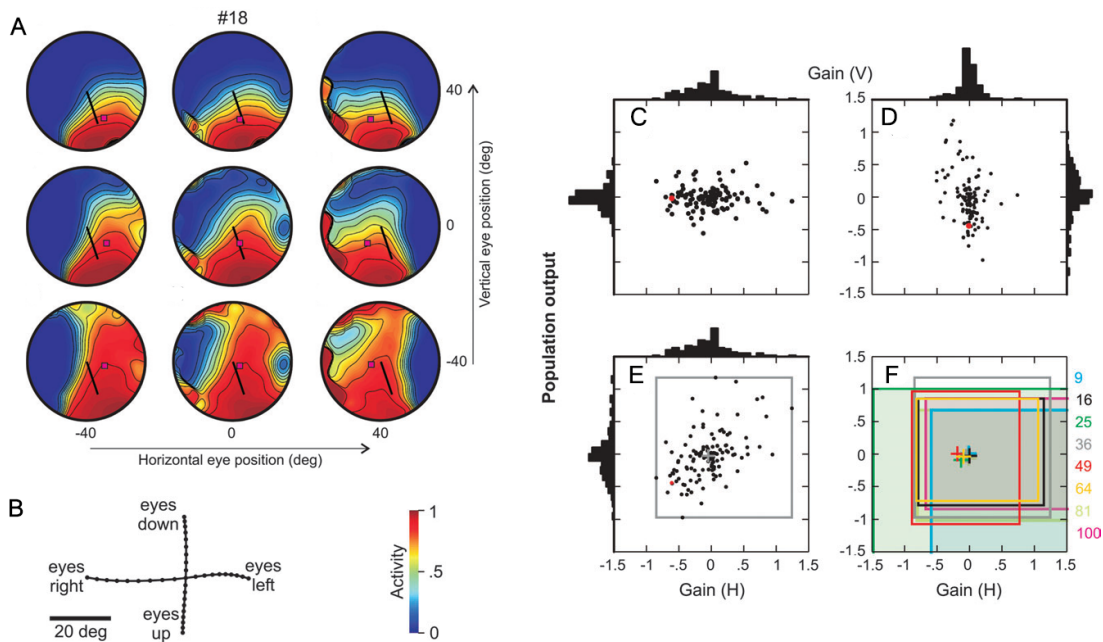 A
#18
40
0
-40
Vertical eye position (deg)
-40
0
40
Horizontal eye position (deg)
B
eyes
down
eyes
right
eyes
left
eyes
up
20 deg
Activity
1
.5
0
Population output
Gain (V)
C
D
1.5
1
.5
0
-.5
-1
-1.5
E
-1.5
-1
-.5
0
.5
1
1.5
Gain (H)
F
1.5
1
.5
0
-.5
-1
-1.5
-1.5
-1
-.5
0
.5
1
1.5
Gain (H)
9
16
25
36
49
64
81
100